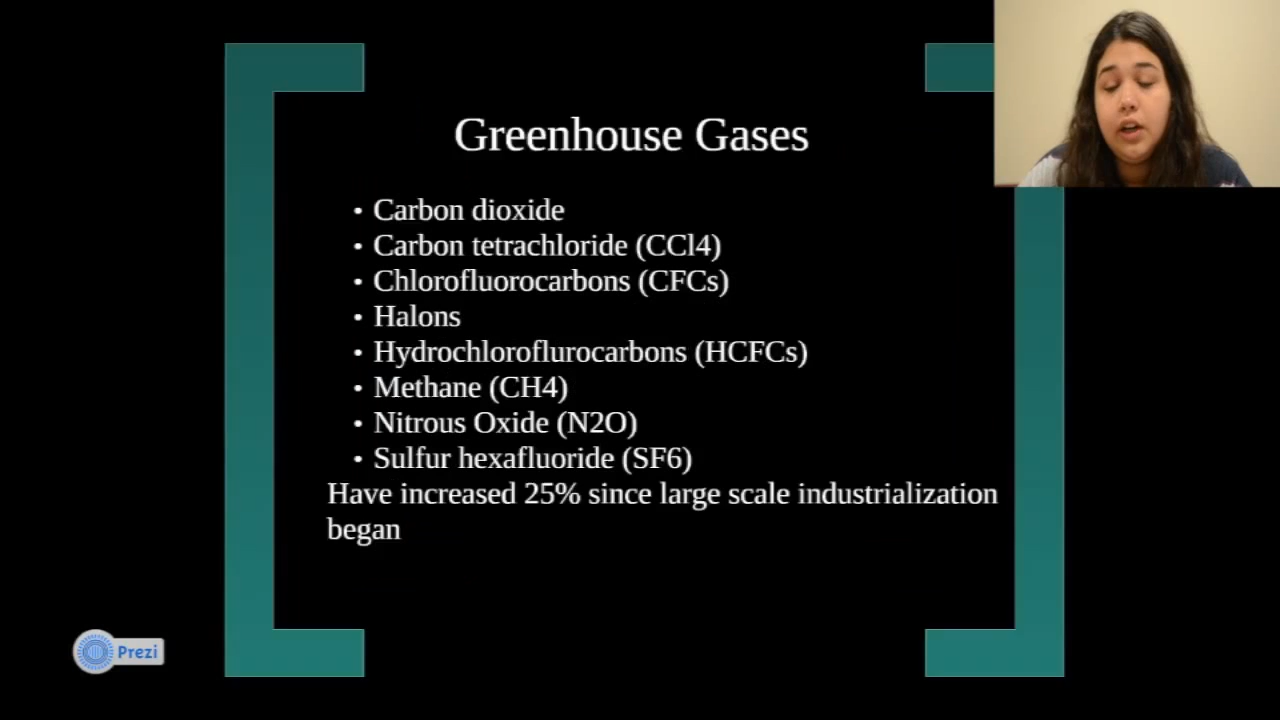 Greenhouse Gases
• Carbon dioxide
• Carbon tetrachloride (CCl4)
• Chlorofluorocarbons (CFCs)
• Halons
• Hydrochloroflurocarbons (HCFCs)
• Methane (CH4)
• Nitrous Oxide (N2O)
• Sulfur hexafluoride (SF6)
Have increased 25% since large scale industrialization
began
Prezi